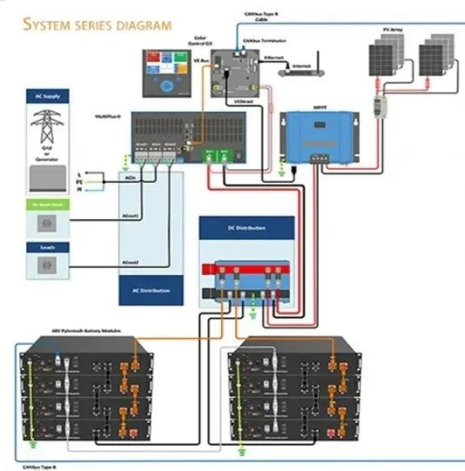 SYSTEM SERIES DIAGRAM
CANbus Type B
Cable
Color
Control GX
CANbus Terminator
VE Bus
Ethernet
Internet
PV Array
AC Supply
Grid
or
Generator
MultiPlus-II
VEDirect
MPPT
L
PE
N
ACin
ACout1
Loads
ACout2
AC Distribution
DC Distribution
48V Pylontech Battery Modules
CANbus Type B